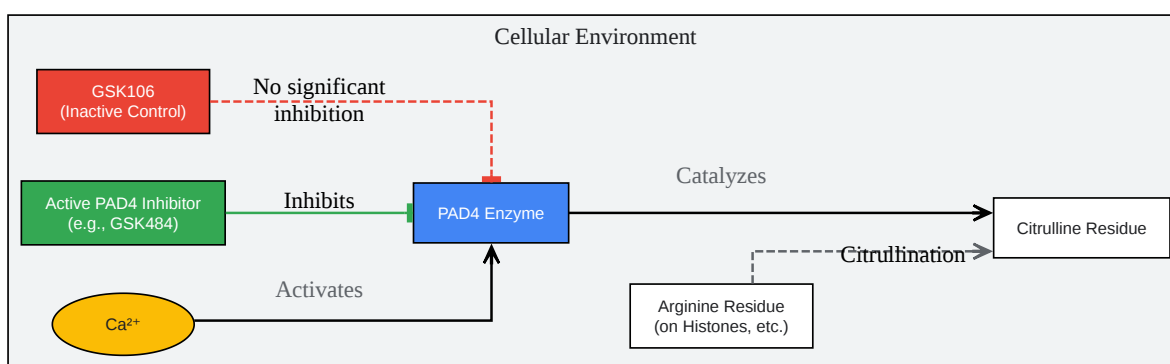 Cellular Environment
GSK106
(Inactive Control)
No significant
inhibition
Active PAD4 Inhibitor
(e.g., GSK484)
Inhibits
PAD4 Enzyme
Catalyzes
Citrulline Residue
Citrullination
Activates
Ca²⁺
Arginine Residue
(on Histones, etc.)